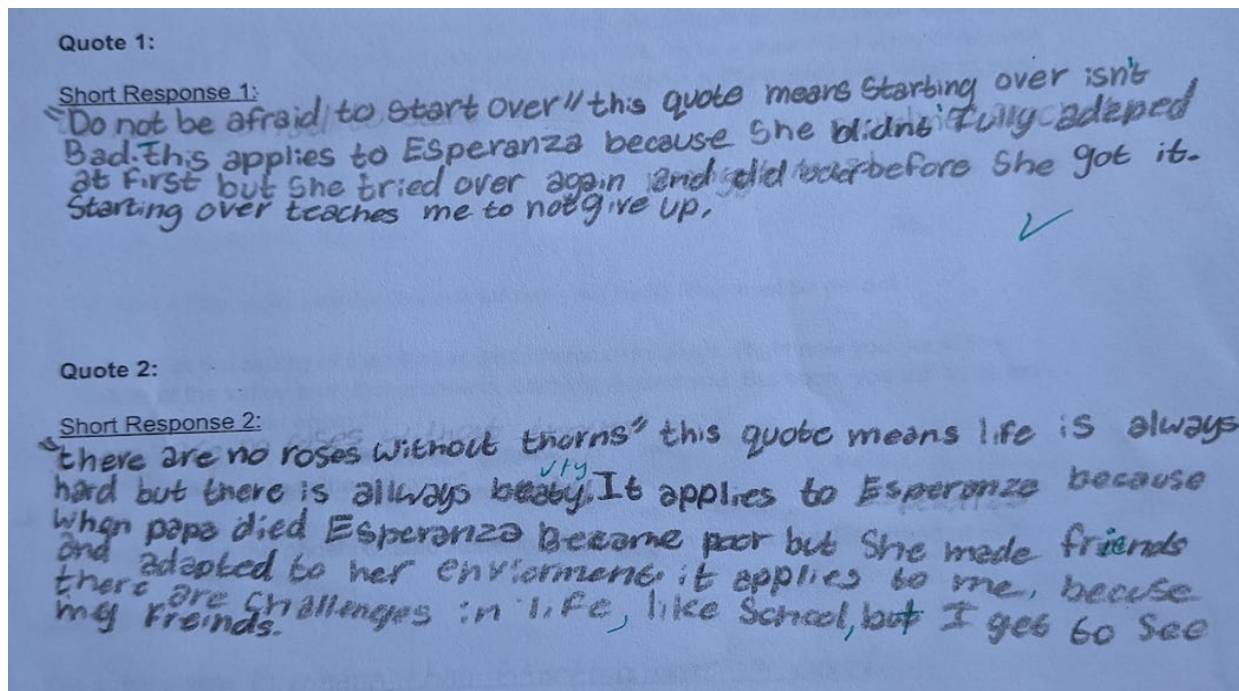 Quote 1:
Short Response 1:
"Do not be afraid to start over" this quote means Starting over isn't
Bad. This applies to Esperanza because She didnt fully adeped
at first but she tried over again and did before She got it.
Starting over teaches me to not give up.
Quote 2:
Short Response 2:
"there are no roses without thorns" this quote means life is always
hard but there is allways beauty. It applies to Esperanza because
when papa died Esperanza Became poor but She made friends
and adapted to her enviorment. it applies to me, becuse
there are challenges in life, like School, but I get to See
my Freinds.